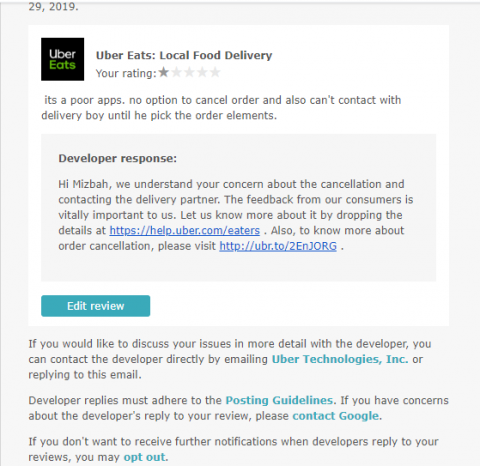 29, 2019.
Uber
Eats
Uber Eats: Local Food Delivery
Your rating:
its a poor apps. no option to cancel order and also can't contact with
delivery boy until he pick the order elements.
Developer response:
Hi Mizbah, we understand your concern about the cancellation and
contacting the delivery partner. The feedback from our consumers is
vitally important to us. Let us know more about it by dropping the
details at https://help.uber.com/eaters . Also, to know more about
order cancellation, please visit http://ubr.to/2EnJORG .
Edit review
If you would like to discuss your issues in more detail with the developer, you
can contact the developer directly by emailing Uber Technologies, Inc. or
replying to this email.
Developer replies must adhere to the Posting Guidelines. If you have concerns
about the developer's reply to your review, please contact Google.
If you don't want to receive further notifications when developers reply to your
reviews, you may opt out.